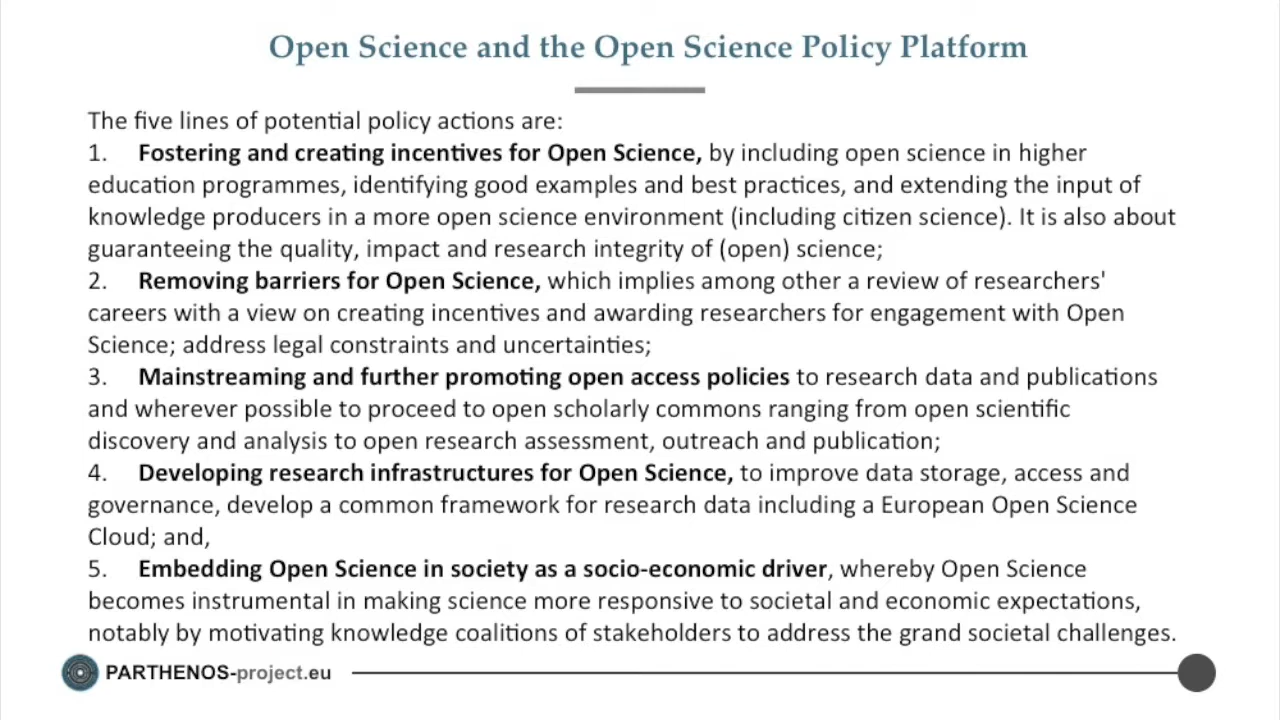 Open Science and the Open Science Policy Platform
The five lines of potential policy actions are:
1. Fostering and creating incentives for Open Science, by including open science in higher
education programmes, identifying good examples and best practices, and extending the input of
knowledge producers in a more open science environment (including citizen science). It is also about
guaranteeing the quality, impact and research integrity of (open) science;
2. Removing barriers for Open Science, which implies among other a review of researchers'
careers with a view on creating incentives and awarding researchers for engagement with Open
Science; address legal constraints and uncertainties;
3. Mainstreaming and further promoting open access policies to research data and publications
and wherever possible to proceed to open scholarly commons ranging from open scientific
discovery and analysis to open research assessment, outreach and publication;
4. Developing research infrastructures for Open Science, to improve data storage, access and
governance, develop a common framework for research data including a European Open Science
Cloud; and,
5. Embedding Open Science in society as a socio-economic driver, whereby Open Science
becomes instrumental in making science more responsive to societal and economic expectations,
notably by motivating knowledge coalitions of stakeholders to address the grand societal challenges.
PARTHENOS-project.eu